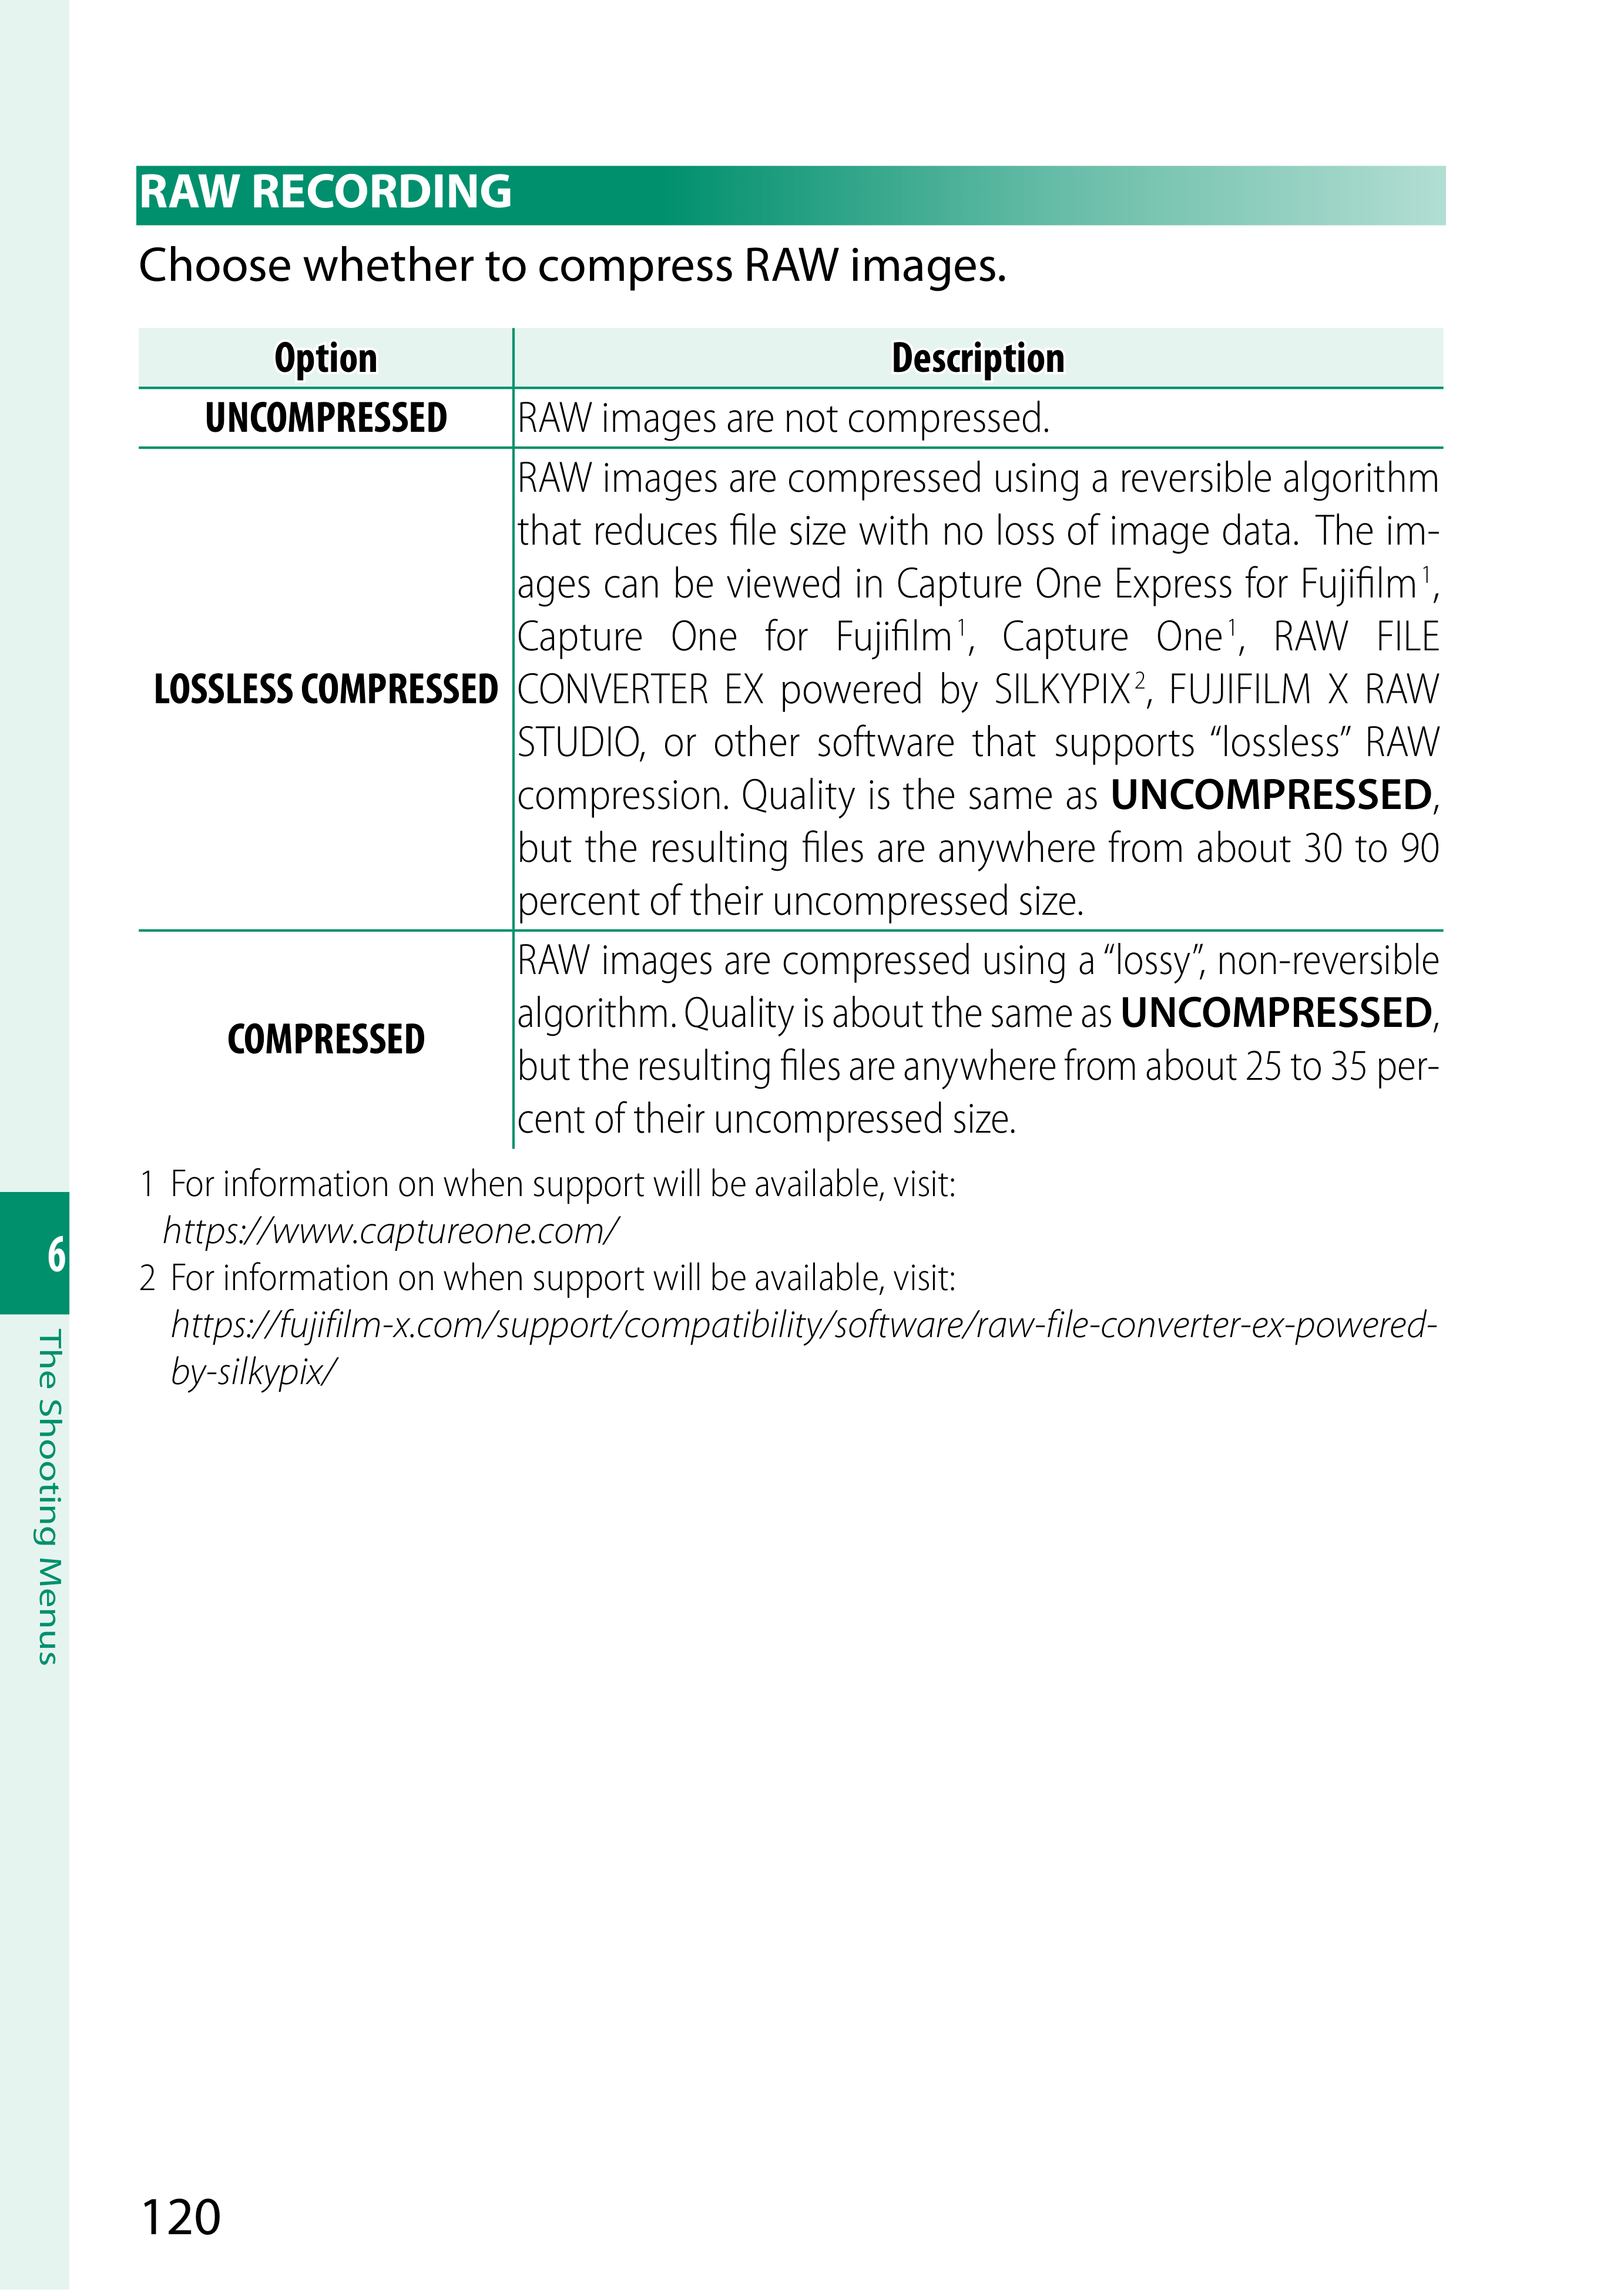 RAW RECORDING
Choose whether to compress RAW images.
Option Description
UNCOMPRESSED RAW images are not compressed.
LOSSLESS COMPRESSED
RAW images are compressed using a reversible algorithm
that reduces file size with no loss of image data. The im-
ages can be viewed in Capture One Express for Fujifilm 1,
Capture One for Fujifilm 1, Capture One 1, RAW FILE
CONVERTER EX powered by SILKYPIX 2, FUJIFILM X RAW
STUDIO, or other software that supports “lossless” RAW
compression. Quality is the same as UNCOMPRESSED,
but the resulting files are anywhere from about 30 to 90
percent of their uncompressed size.
COMPRESSED
RAW images are compressed using a “lossy”, non-reversible
algorithm. Quality is about the same as UNCOMPRESSED,
but the resulting files are anywhere from about 25 to 35 per-
cent of their uncompressed size.
1 For information on when support will be available, visit:
https://www.captureone.com/
2 For information on when support will be available, visit:
https://fujifilm-x.com/support/compatibility/software/raw-file-converter-ex-powered-
by-silkypix/
6
The Shooting Menus
120